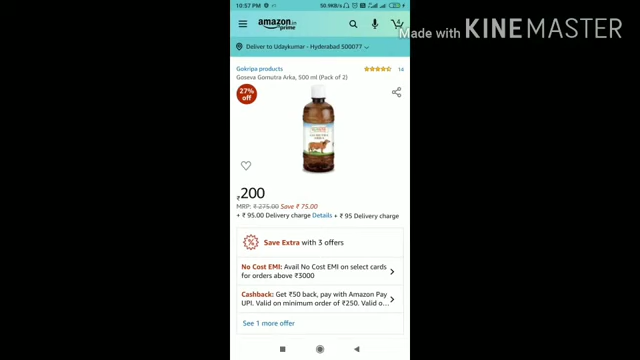 10:57 PM
50.9KB/s
Made with KINEMASTER
amazon.in
prime
4
Deliver to Udaykumar - Hyderabad 500077
Gokripa products
14
Goseva Gomutra Arka, 500 ml (Pack of 2)
27%
off
₹200
MRP: ₹ 275.00 Save ₹ 75.00
+ ₹ 95.00 Delivery charge Details + ₹ 95 Delivery charge
Save Extra with 3 offers
No Cost EMI: Avail No Cost EMI on select cards
for orders above ₹3000
Cashback: Get ₹50 back, pay with Amazon Pay
UPI. Valid on minimum order of ₹250. Valid o...
See 1 more offer